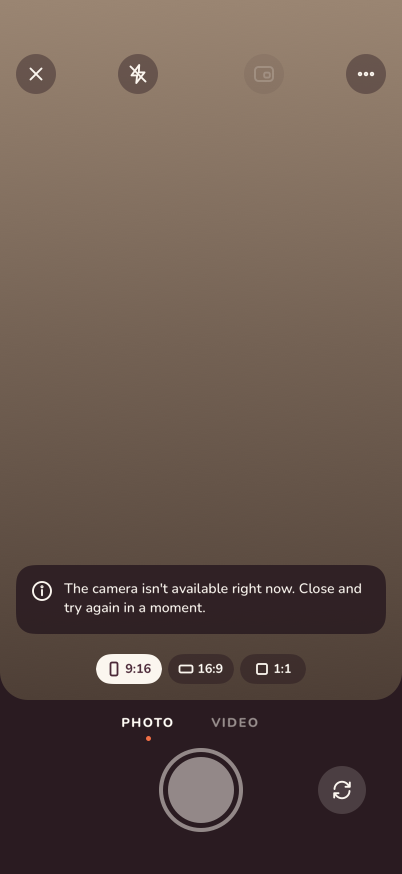 The camera isn't available right now. Close and
try again in a moment.
9:16 16:9 1:1
PHOTO VIDEO